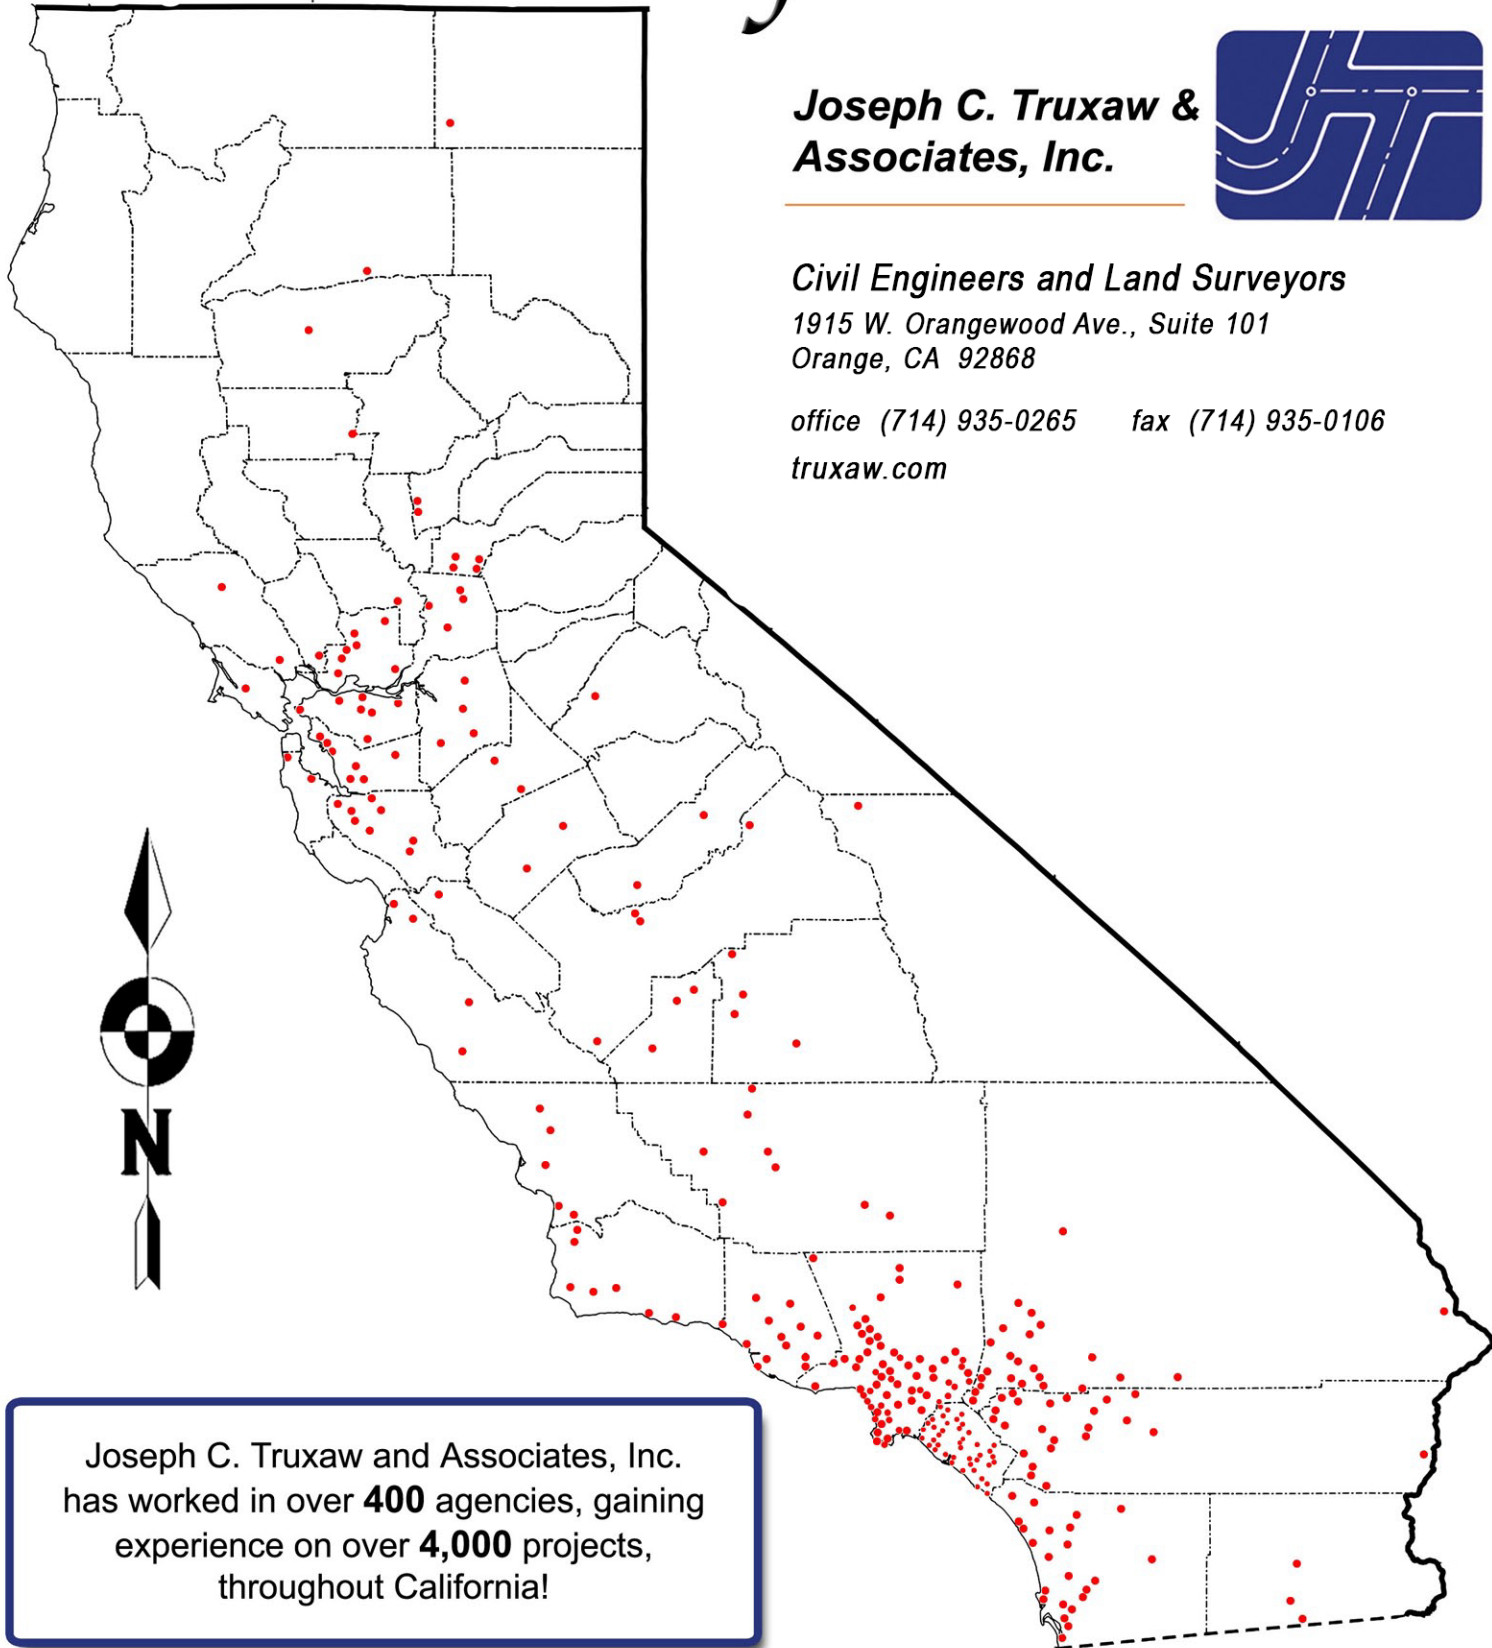 Joseph C. Truxaw &
Associates, Inc.
Civil Engineers and Land Surveyors
1915 W. Orangewood Ave., Suite 101
Orange, CA 92868
office (714) 935-0265 fax (714) 935-0106
truxaw.com
N
Joseph C. Truxaw and Associates, Inc.
has worked in over 400 agencies, gaining
experience on over 4,000 projects,
throughout California!